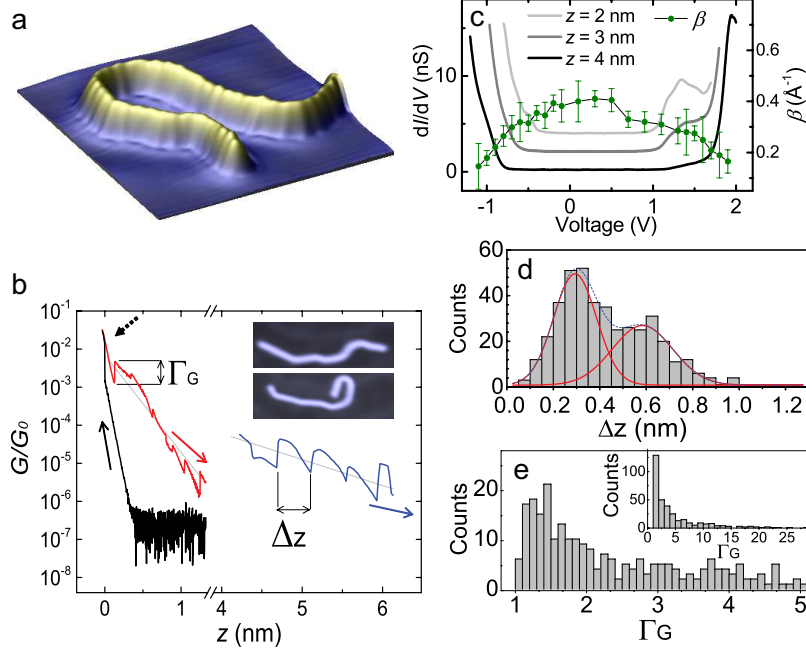 a
b
G/G₀
10⁻¹
10⁻²
10⁻³
10⁻⁴
10⁻⁵
10⁻⁶
10⁻⁷
10⁻⁸
ΓG
Δz
0 1 4 5 6
z (nm)
c
z = 2 nm β
z = 3 nm
z = 4 nm
dI/dV (nS)
10
0
0.6
0.4
0.2
β (Å⁻¹)
-1 0 1 2
Voltage (V)
d
Counts
60
40
20
0
0.0 0.2 0.4 0.6 0.8 1.0 1.2
Δz (nm)
e
Counts
20
10
0
1 2 3 4 5
ΓG
Counts
100
50
0
5 10 15 20 25
ΓG